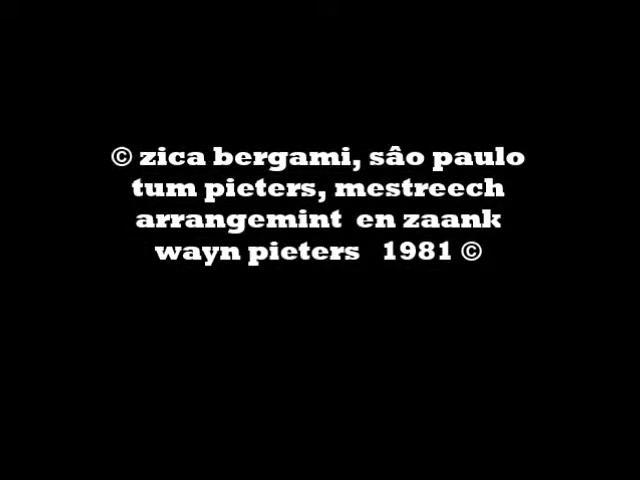 © zica bergami, sâo paulo
tum pieters, mestreech
arrangemint en zaank
wayn pieters 1981 ©